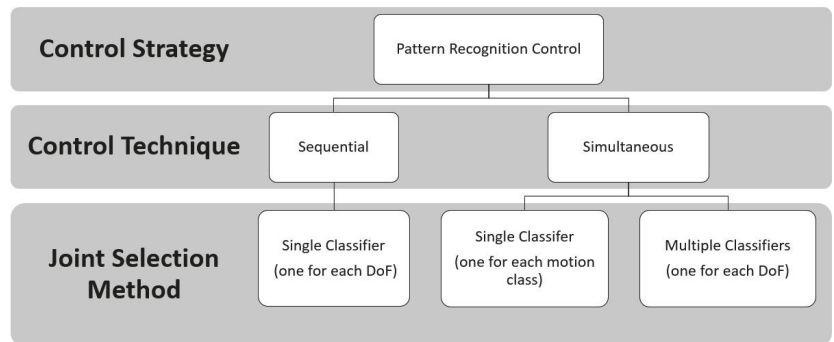 Control Strategy
Pattern Recognition Control
Control Technique
Sequential
Simultaneous
Joint Selection
Method
Single Classifier
(one for each DoF)
Single Classifer
(one for each motion
class)
Multiple Classifiers
(one for each DoF)